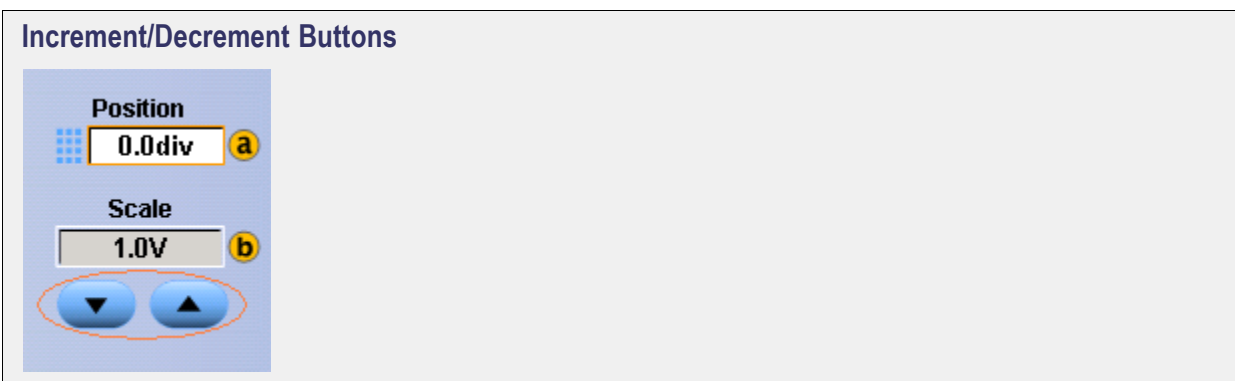 Increment/Decrement Buttons
Position
0.0div a
Scale
1.0V b